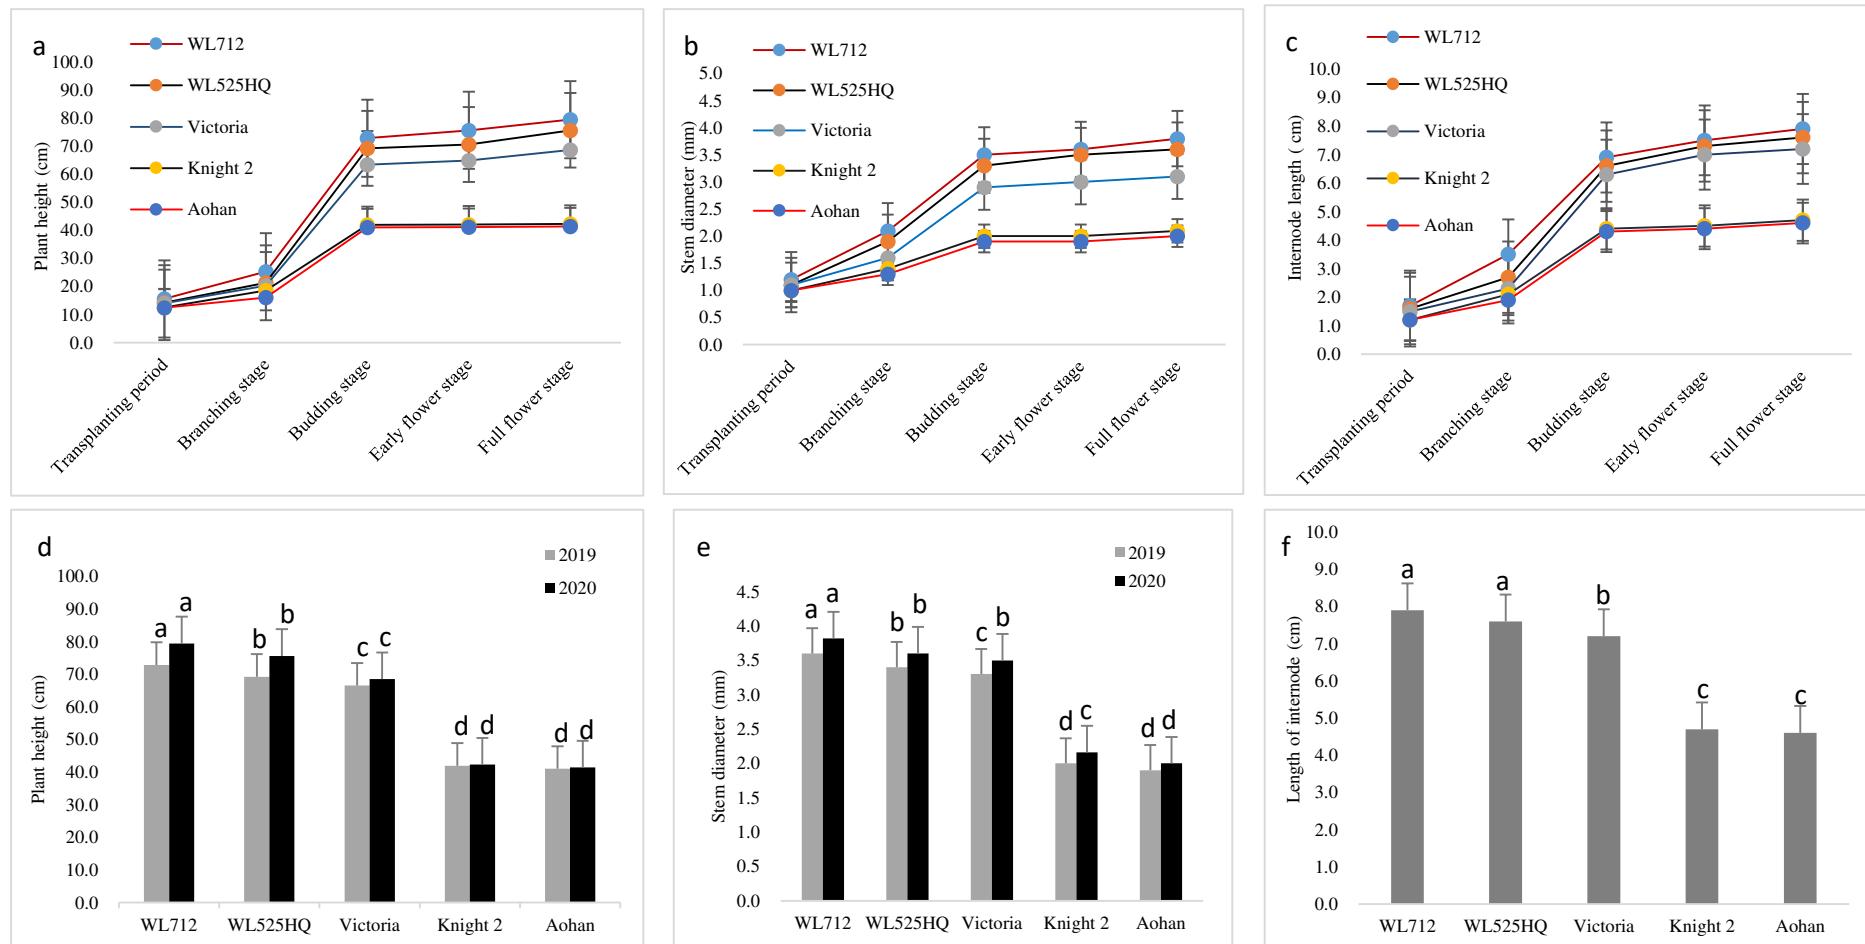 a
WL712
WL525HQ
Victoria
Knight 2
Aohan
Plant height (cm)
100.0
90.0
80.0
70.0
60.0
50.0
40.0
30.0
20.0
10.0
0.0
Transplanting period
Branching stage
Budding stage
Early flower stage
Full flower stage
b
WL712
WL525HQ
Victoria
Knight 2
Aohan
Stem diameter (mm)
5.0
4.5
4.0
3.5
3.0
2.5
2.0
1.5
1.0
0.5
0.0
Transplanting period
Branching stage
Budding stage
Early flower stage
Full flower stage
c
WL712
WL525HQ
Victoria
Knight 2
Aohan
Internode length ( cm)
10.0
9.0
8.0
7.0
6.0
5.0
4.0
3.0
2.0
1.0
0.0
Transplanting period
Branching stage
Budding stage
Early flower stage
Full flower stage
d
2019
2020
Plant height (cm)
100.0
90.0
80.0
70.0
60.0
50.0
40.0
30.0
20.0
10.0
0.0
a a b b c c d d d d
WL712 WL525HQ Victoria Knight 2 Aohan
e
2019
2020
Stem diameter (mm)
4.5
4.0
3.5
3.0
2.5
2.0
1.5
1.0
0.5
0.0
a a b b c b d c d d
WL712 WL525HQ Victoria Knight 2 Aohan
f
Length of internode (cm)
10.0
9.0
8.0
7.0
6.0
5.0
4.0
3.0
2.0
1.0
0.0
a a b c c
WL712 WL525HQ Victoria Knight 2 Aohan